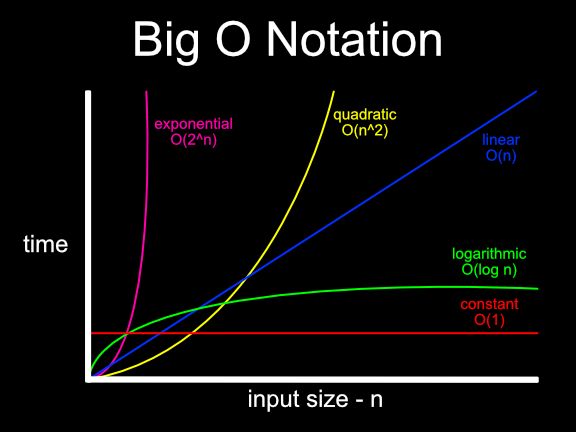 Big O Notation
exponential
O(2^n)
quadratic
O(n^2)
linear
O(n)
time
logarithmic
O(log n)
constant
O(1)
input size - n